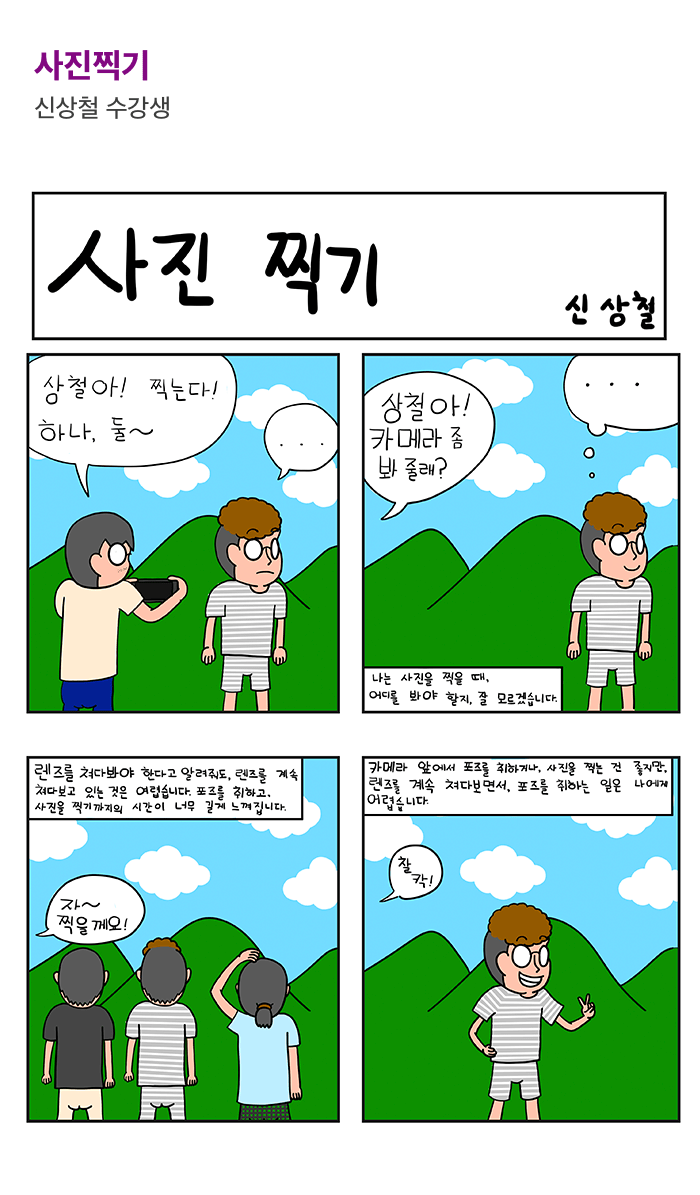 사진찍기
신상철 수강생
사진 찍기
신상철
상철아! 찍는다!
하나, 둘~
...
상철아!
카메라 좀
봐 줄래?
...
나는 사진을 찍을 때,
어디를 봐야 할지, 잘 모르겠습니다.
렌즈를 쳐다봐야 한다고 알려줘도, 렌즈를 계속
쳐다보고 있는 것은 어렵습니다. 포즈를 취하고,
사진을 찍기까지의 시간이 너무 길게 느껴집니다.
자~
찍을께요!
카메라 앞에서 포즈를 취하거나, 사진을 찍는 건 좋지만,
렌즈를 계속 쳐다보면서, 포즈를 취하는 일은 나에게
어렵습니다.
찰
칵!